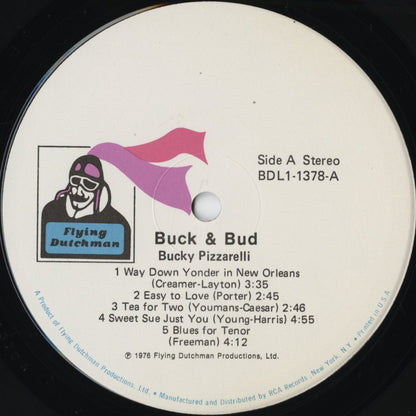 Side A Stereo
BDL1-1378-A
Flying
Dutchman
Buck & Bud
Bucky Pizzarelli
1 Way Down Yonder in New Orleans
(Creamer-Layton) 3:35
2 Easy to Love (Porter) 2:45
3 Tea for Two (Youmans-Caesar) 2:46
4 Sweet Sue Just You (Young-Harris) 4:55
5 Blues for Tenor
(Freeman) 4:12
℗ 1976 Flying Dutchman Productions, Ltd.
A Product of Flying Dutchman Productions, Ltd. • Manufactured and Distributed by RCA Records, New York, N.Y. • Printed in U.S.A.